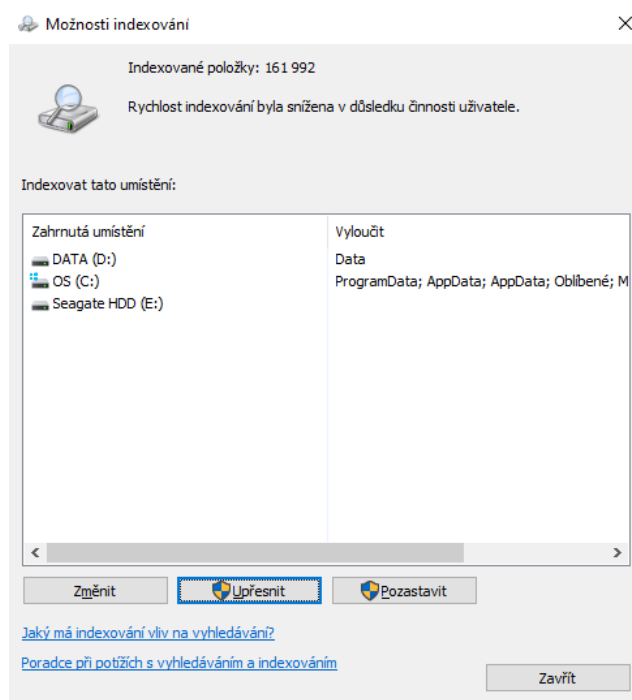 Možnosti indexování
Indexované položky: 161 992
Rychlost indexování byla snížena v důsledku činnosti uživatele.
Indexovat tato umístění:
Zahrnutá umístění Vyloučit
DATA (D:) Data
OS (C:) ProgramData; AppData; AppData; Oblíbené; M
Seagate HDD (E:)
Změnit Upřesnit Pozastavit
Jaký má indexování vliv na vyhledávání?
Poradce při potížích s vyhledáváním a indexováním
Zavřít